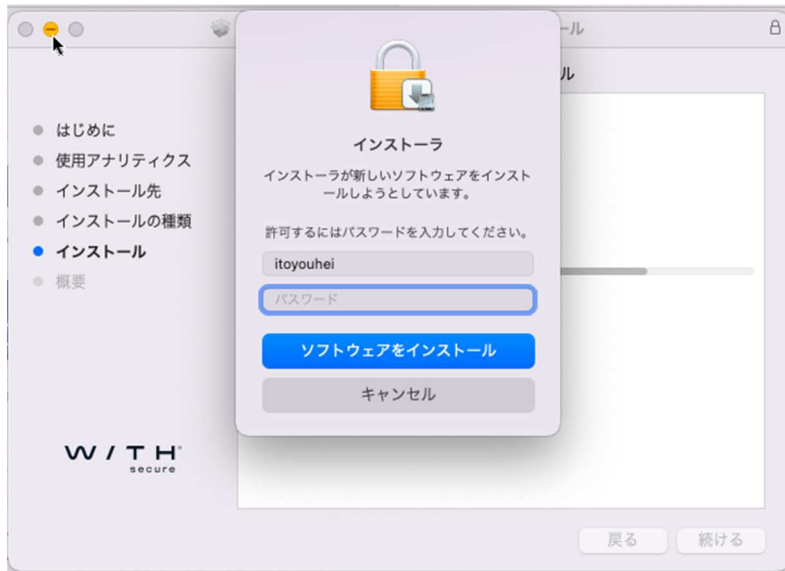 ール
ル
はじめに
使用アナリティクス
インストール先
インストールの種類
インストール
概要
W / T H
secure
インストーラ
インストーラが新しいソフトウェアをインスト
ールしようとしています。
許可するにはパスワードを入力してください。
itoyouhei
パスワード
ソフトウェアをインストール
キャンセル
戻る
続ける